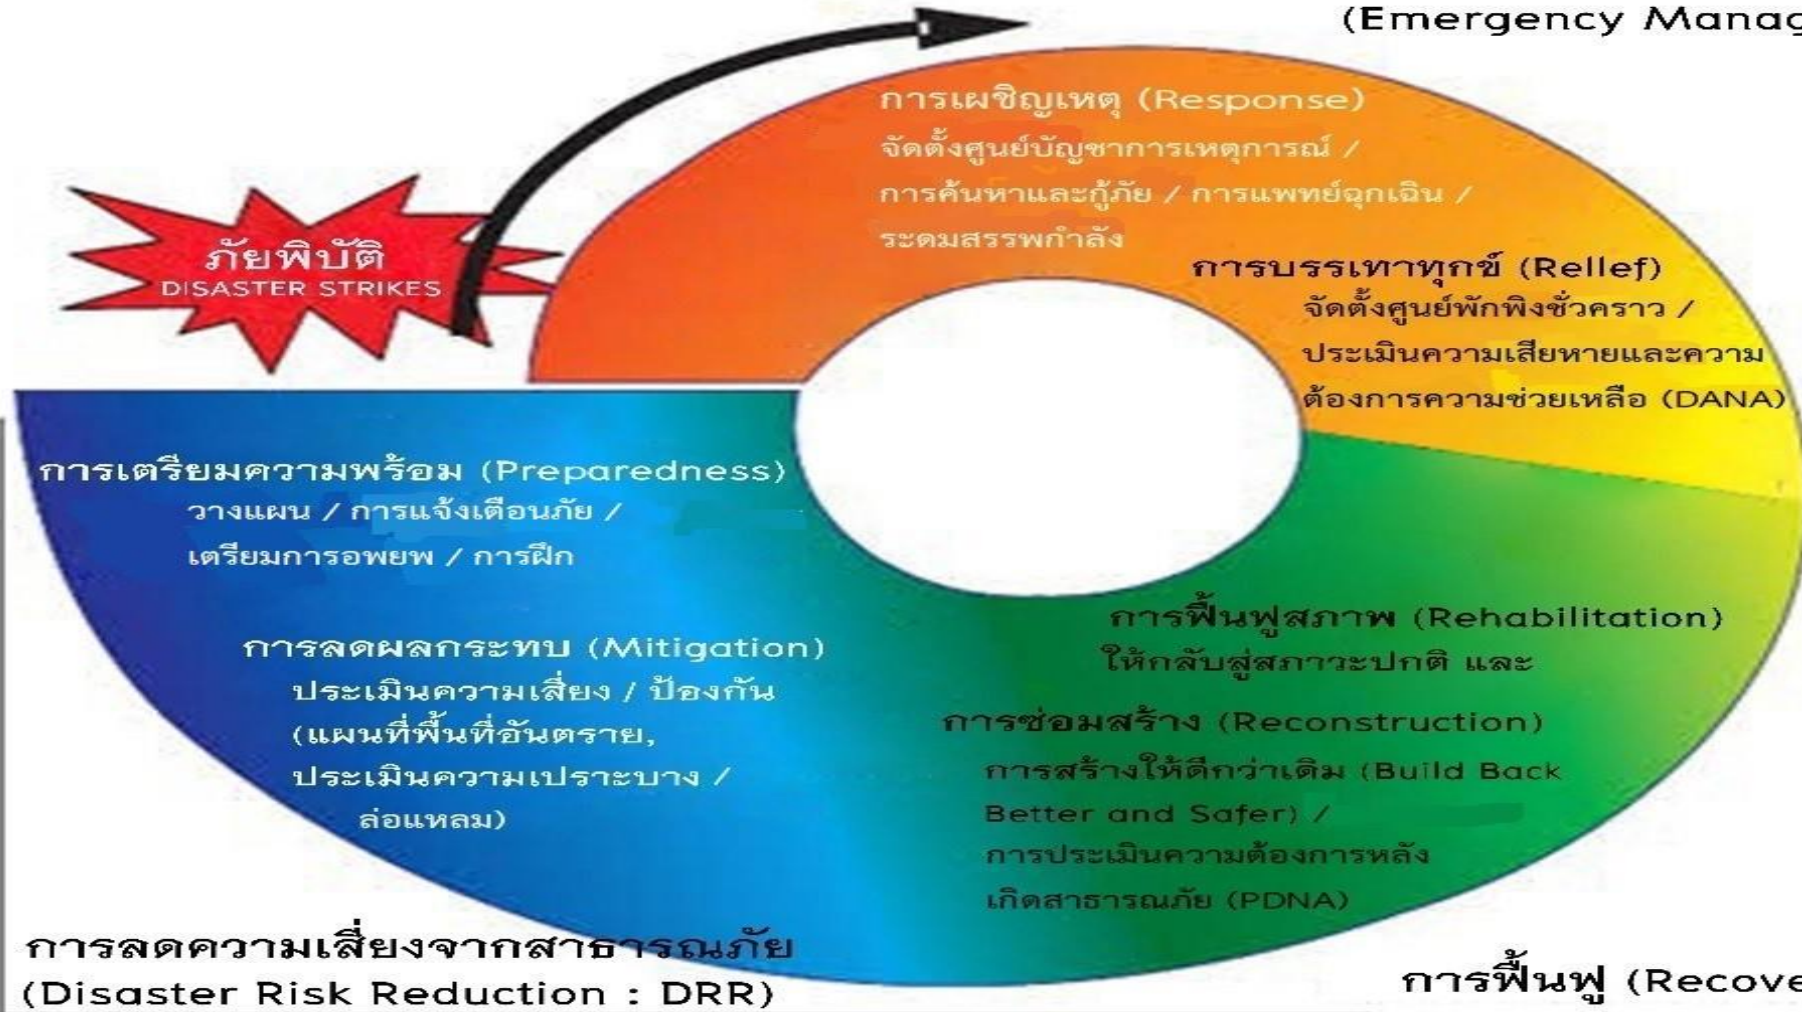 (Emergency Manag
การเผชิญเหตุ (Response)
จัดตั้งศูนย์บัญชาการเหตุการณ์ /
การค้นหาและกู้ภัย / การแพทย์ฉุกเฉิน /
ระดมสรรพกำลัง
ภัยพิบัติ
DISASTER STRIKES
การบรรเทาทุกข์ (Rellef)
จัดตั้งศูนย์พักพิงชั่วคราว /
ประเมินความเสียหายและความ
ต้องการความช่วยเหลือ (DANA)
การเตรียมความพร้อม (Preparedness)
วางแผน / การแจ้งเตือนภัย /
เตรียมการอพยพ / การฝึก
การลดผลกระทบ (Mitigation)
ประเมินความเสี่ยง / ป้องกัน
(แผนที่พื้นที่อันตราย,
ประเมินความเปราะบาง /
ล่อแหลม)
การฟื้นฟูสภาพ (Rehabilitation)
ให้กลับสู่สภาวะปกติ และ
การซ่อมสร้าง (Reconstruction)
การสร้างให้ดีกว่าเดิม (Build Back
Better and Safer) /
การประเมินความต้องการหลัง
เกิดสาธารณภัย (PDNA)
การลดความเสี่ยงจากสาธารณภัย
(Disaster Risk Reduction : DRR)
การฟื้นฟู (Recove